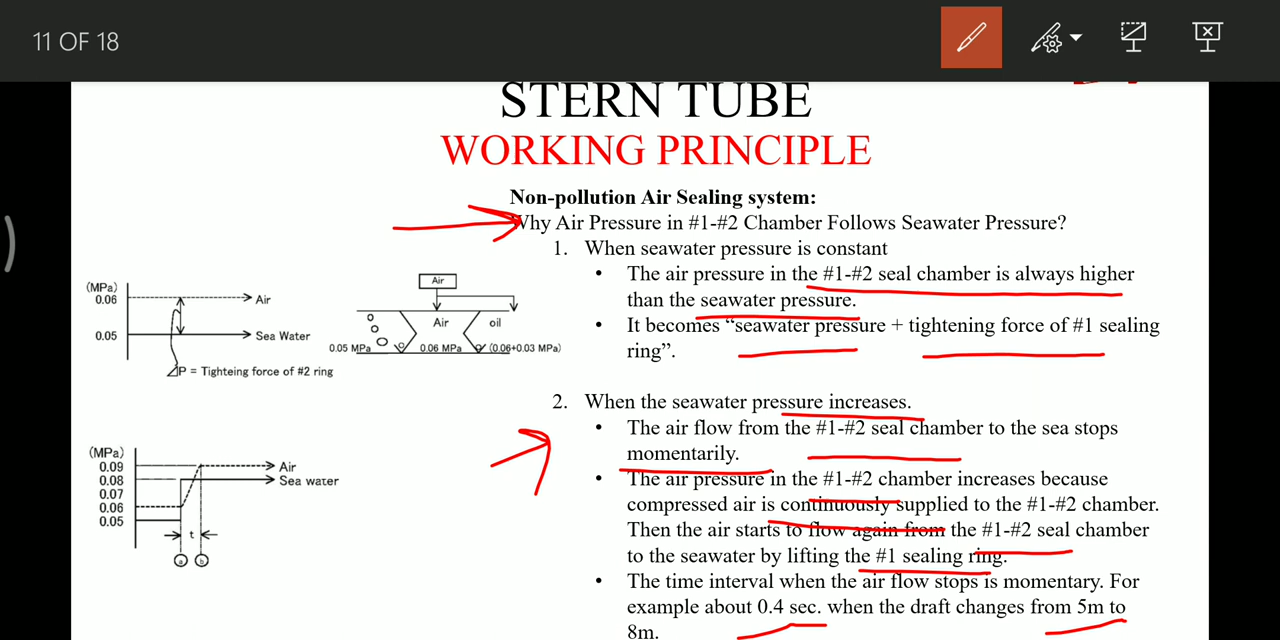 11 OF 18
STERN TUBE
WORKING PRINCIPLE
Non-pollution Air Sealing system:
Why Air Pressure in #1-#2 Chamber Follows Seawater Pressure?
1. When seawater pressure is constant
• The air pressure in the #1-#2 seal chamber is always higher
than the seawater pressure.
• It becomes “seawater pressure + tightening force of #1 sealing
ring”.
2. When the seawater pressure increases.
• The air flow from the #1-#2 seal chamber to the sea stops
momentarily.
• The air pressure in the #1-#2 chamber increases because
compressed air is continuously supplied to the #1-#2 chamber.
Then the air starts to flow again from the #1-#2 seal chamber
to the seawater by lifting the #1 sealing ring.
• The time interval when the air flow stops is momentary. For
example about 0.4 sec. when the draft changes from 5m to
8m.
(MPa)
0.06
Air
0.05
Sea Water
⊿P = Tighteing force of #2 ring
Air
Air
oil
0.05 MPa
0.06 MPa
(0.06+0.03 MPa)
(MPa)
0.09
Air
0.08
Sea water
0.07
0.06
0.05
t
a b